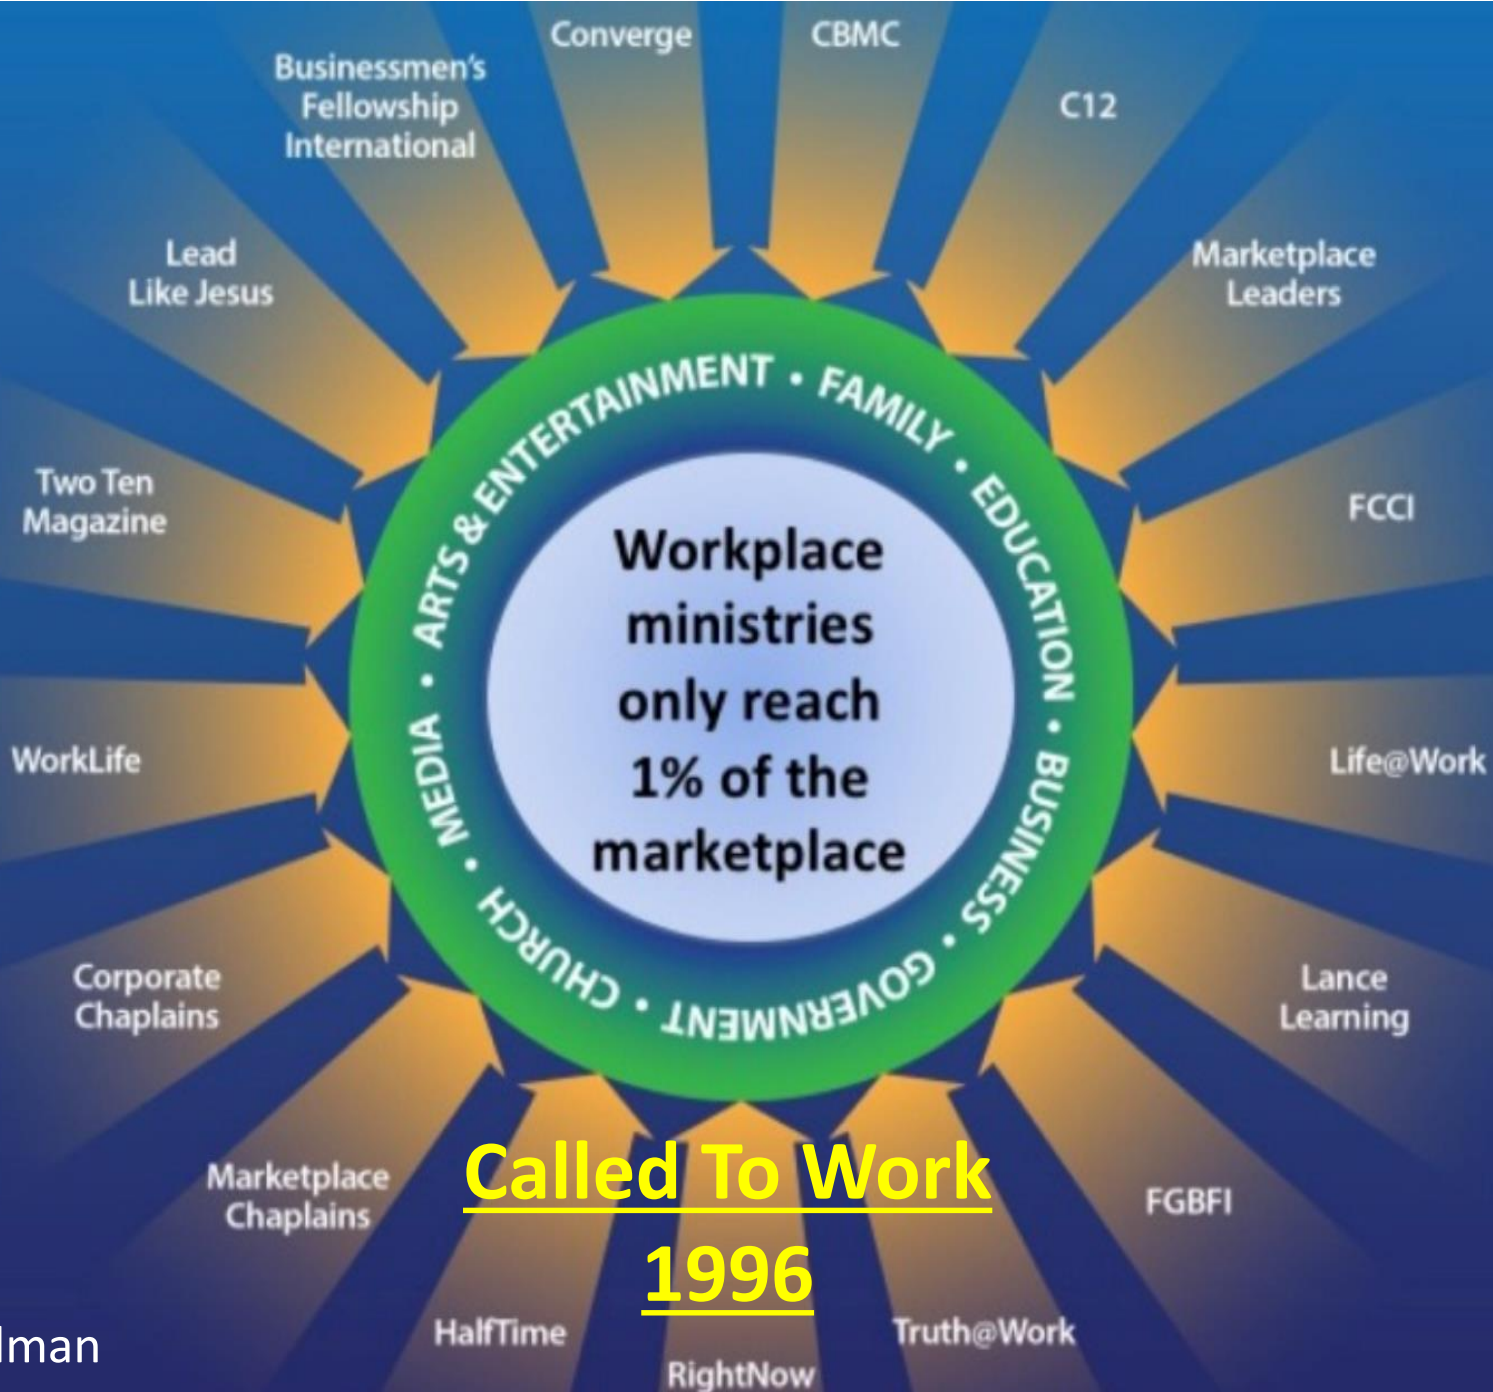 Converge
CBMC
Businessmen's
Fellowship
International
C12
Lead
Like Jesus
Marketplace
Leaders
Two Ten
Magazine
FCCI
WorkLife
Life@Work
Corporate
Chaplains
Lance
Learning
Marketplace
Chaplains
FGBFI
HalfTime
RightNow
Truth@Work
ARTS & ENTERTAINMENT • FAMILY • EDUCATION • BUSINESS • GOVERNMENT • CHURCH • MEDIA •
Workplace
ministries
only reach
1% of the
marketplace
Called To Work
1996